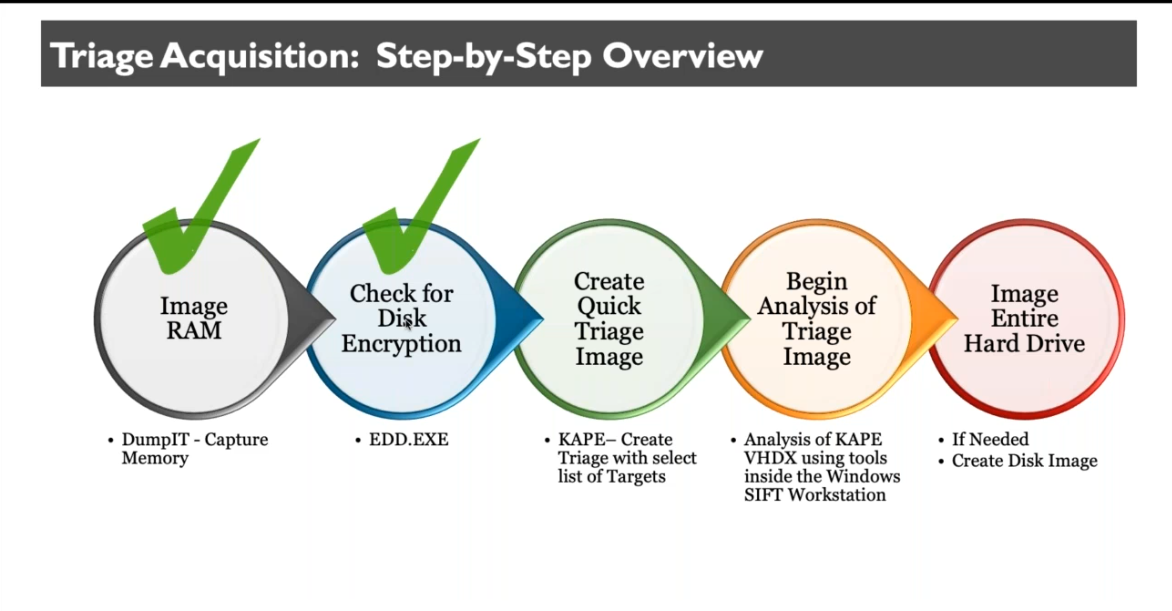 Triage Acquisition: Step-by-Step Overview
Image
RAM
Check for
Disk
Encryption
Create
Quick
Triage
Image
Begin
Analysis of
Triage
Image
Image
Entire
Hard Drive
• DumpIT - Capture
Memory
• EDD.EXE
• KAPE– Create
Triage with select
list of Targets
• Analysis of KAPE
VHDX using tools
inside the Windows
SIFT Workstation
• If Needed
• Create Disk Image